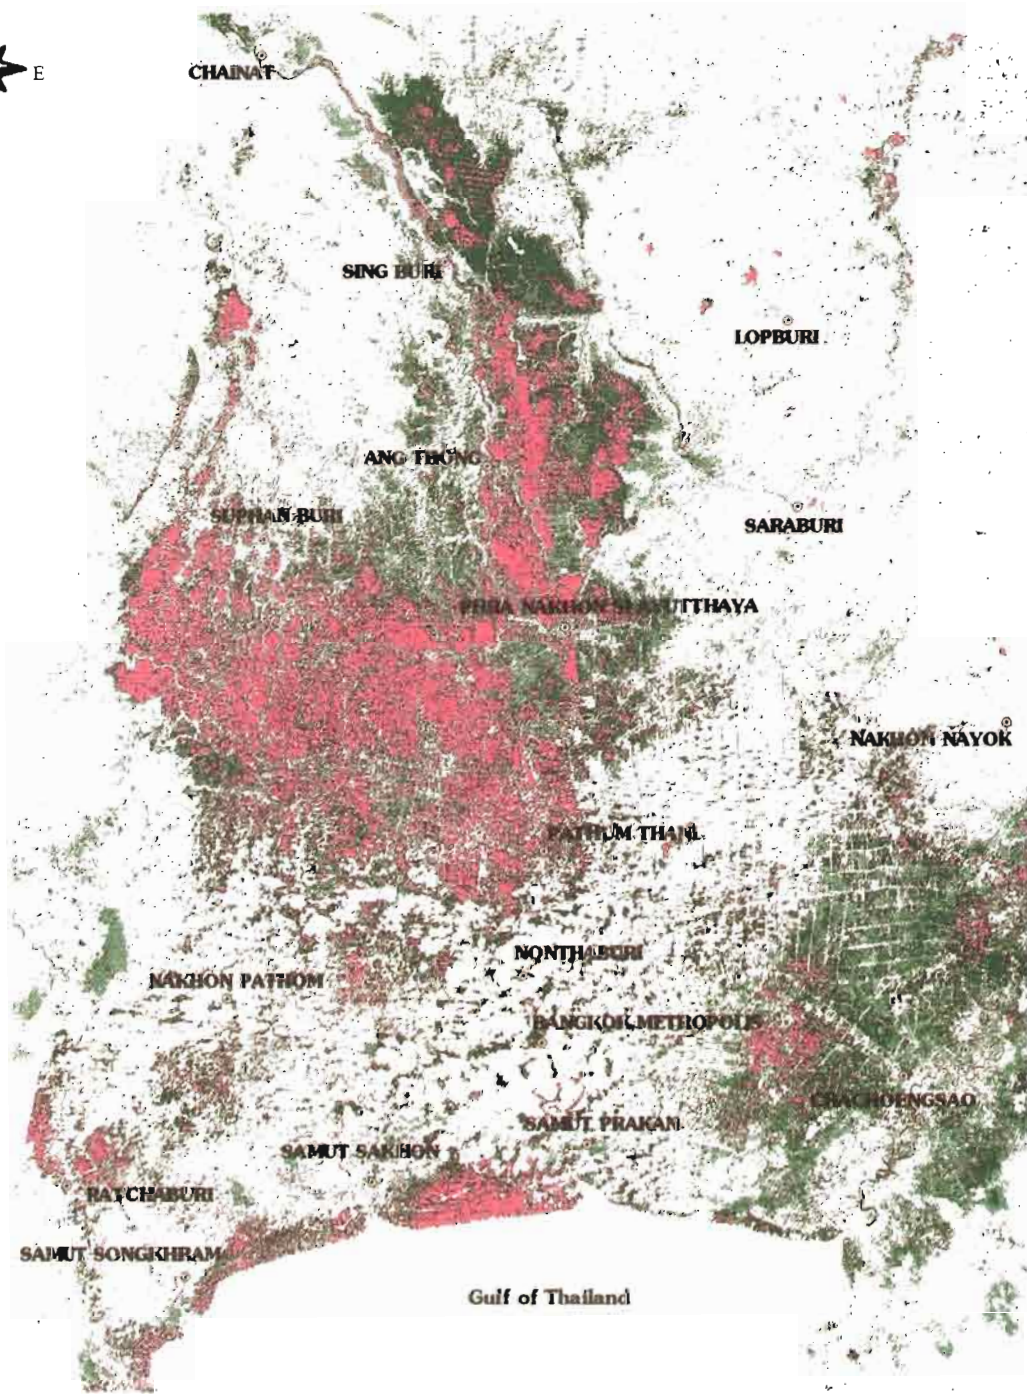 E
CHAINAT
SING BURI
LOPBURI
ANG THONG
SUPHAN BURI
SARABURI
PHRA NAKHON SI AYUTTHAYA
NAKHON NAYOK
PATHUM THANI
NONTHABURI
NAKHON PATHOM
BANGKOK METROPOLIS
CHACHOENGSAO
SAMUT PRAKAN
SAMUT SAKHON
RATCHABURI
SAMUT SONGKHRAM
Gulf of Thailand